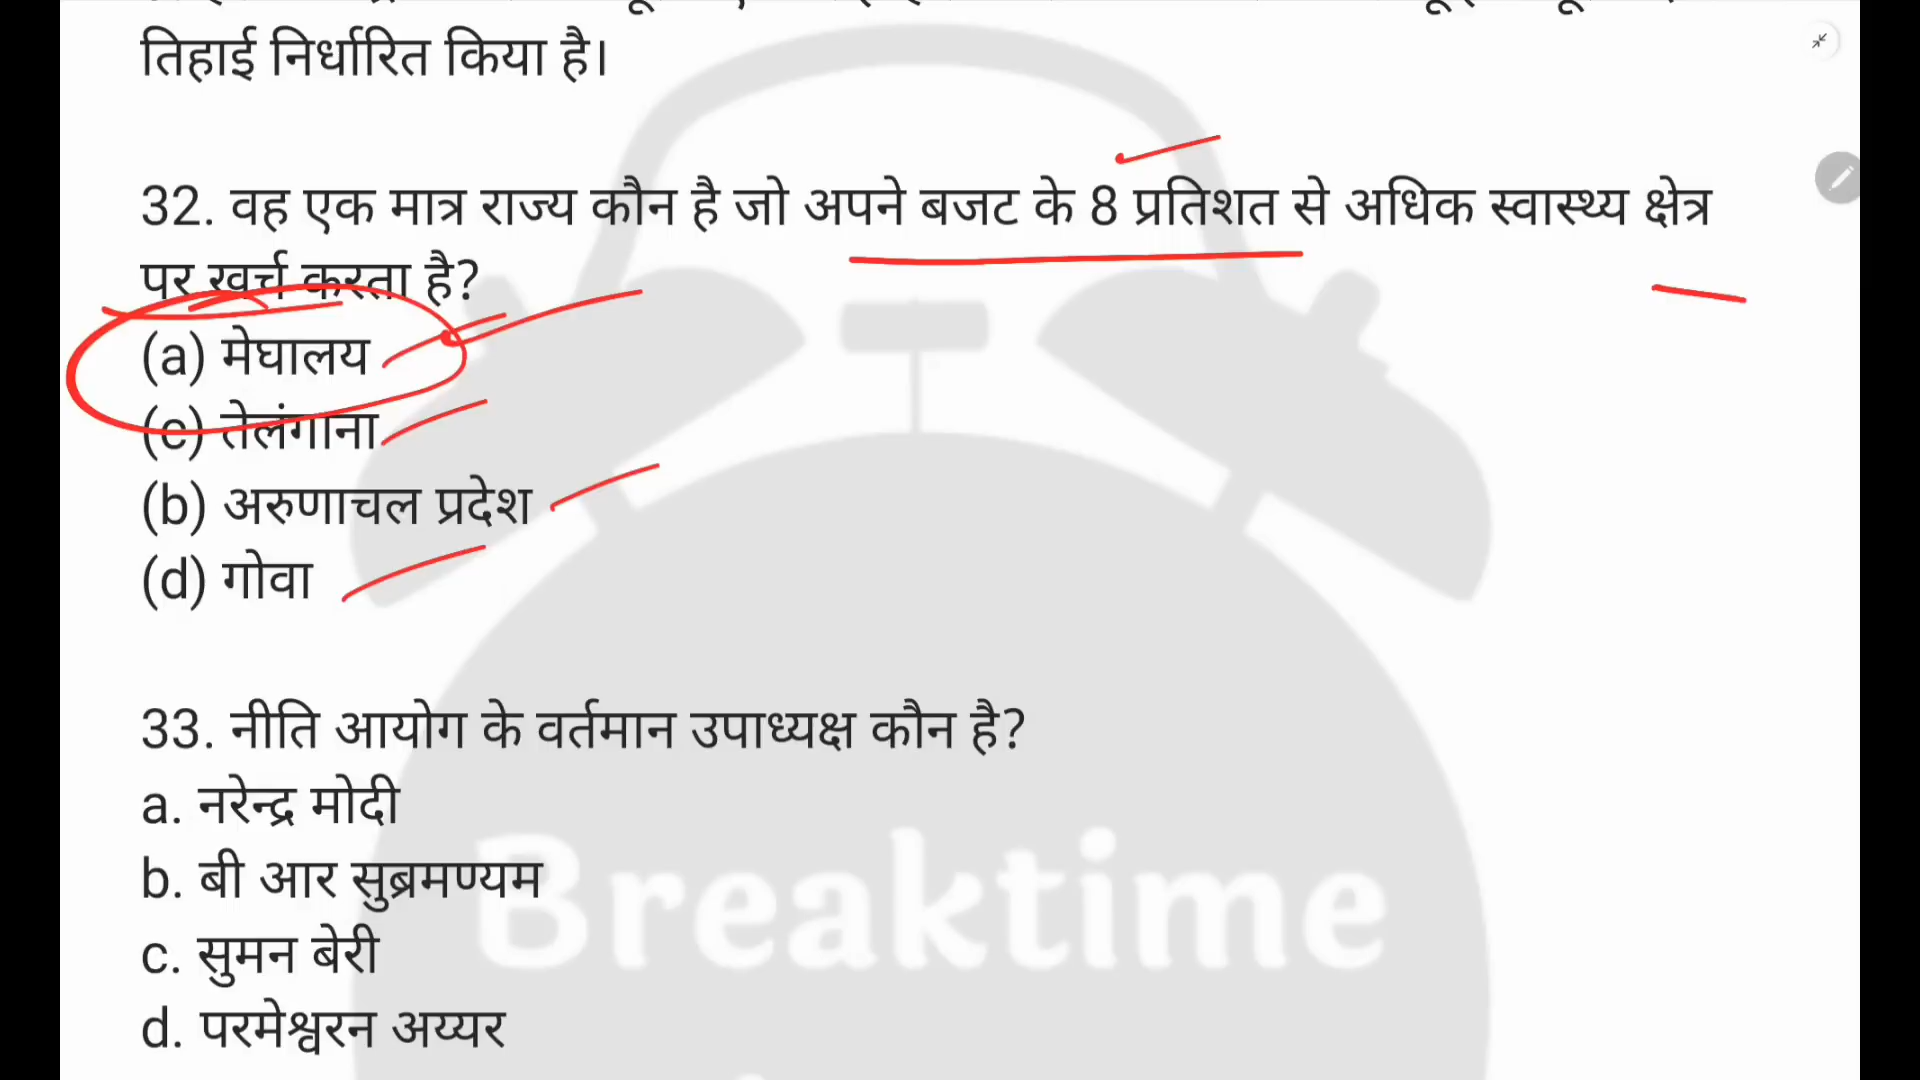 तिहाई निर्धारित किया है।
32. वह एक मात्र राज्य कौन है जो अपने बजट के 8 प्रतिशत से अधिक स्वास्थ्य क्षेत्र
पर खर्च करता है?
(a) मेघालय
(c) तेलंगाना
(b) अरुणाचल प्रदेश
(d) गोवा
33. नीति आयोग के वर्तमान उपाध्यक्ष कौन है?
a. नरेन्द्र मोदी
b. बी आर सुब्रमण्यम
c. सुमन बेरी
d. परमेश्वरन अय्यर
Breaktime